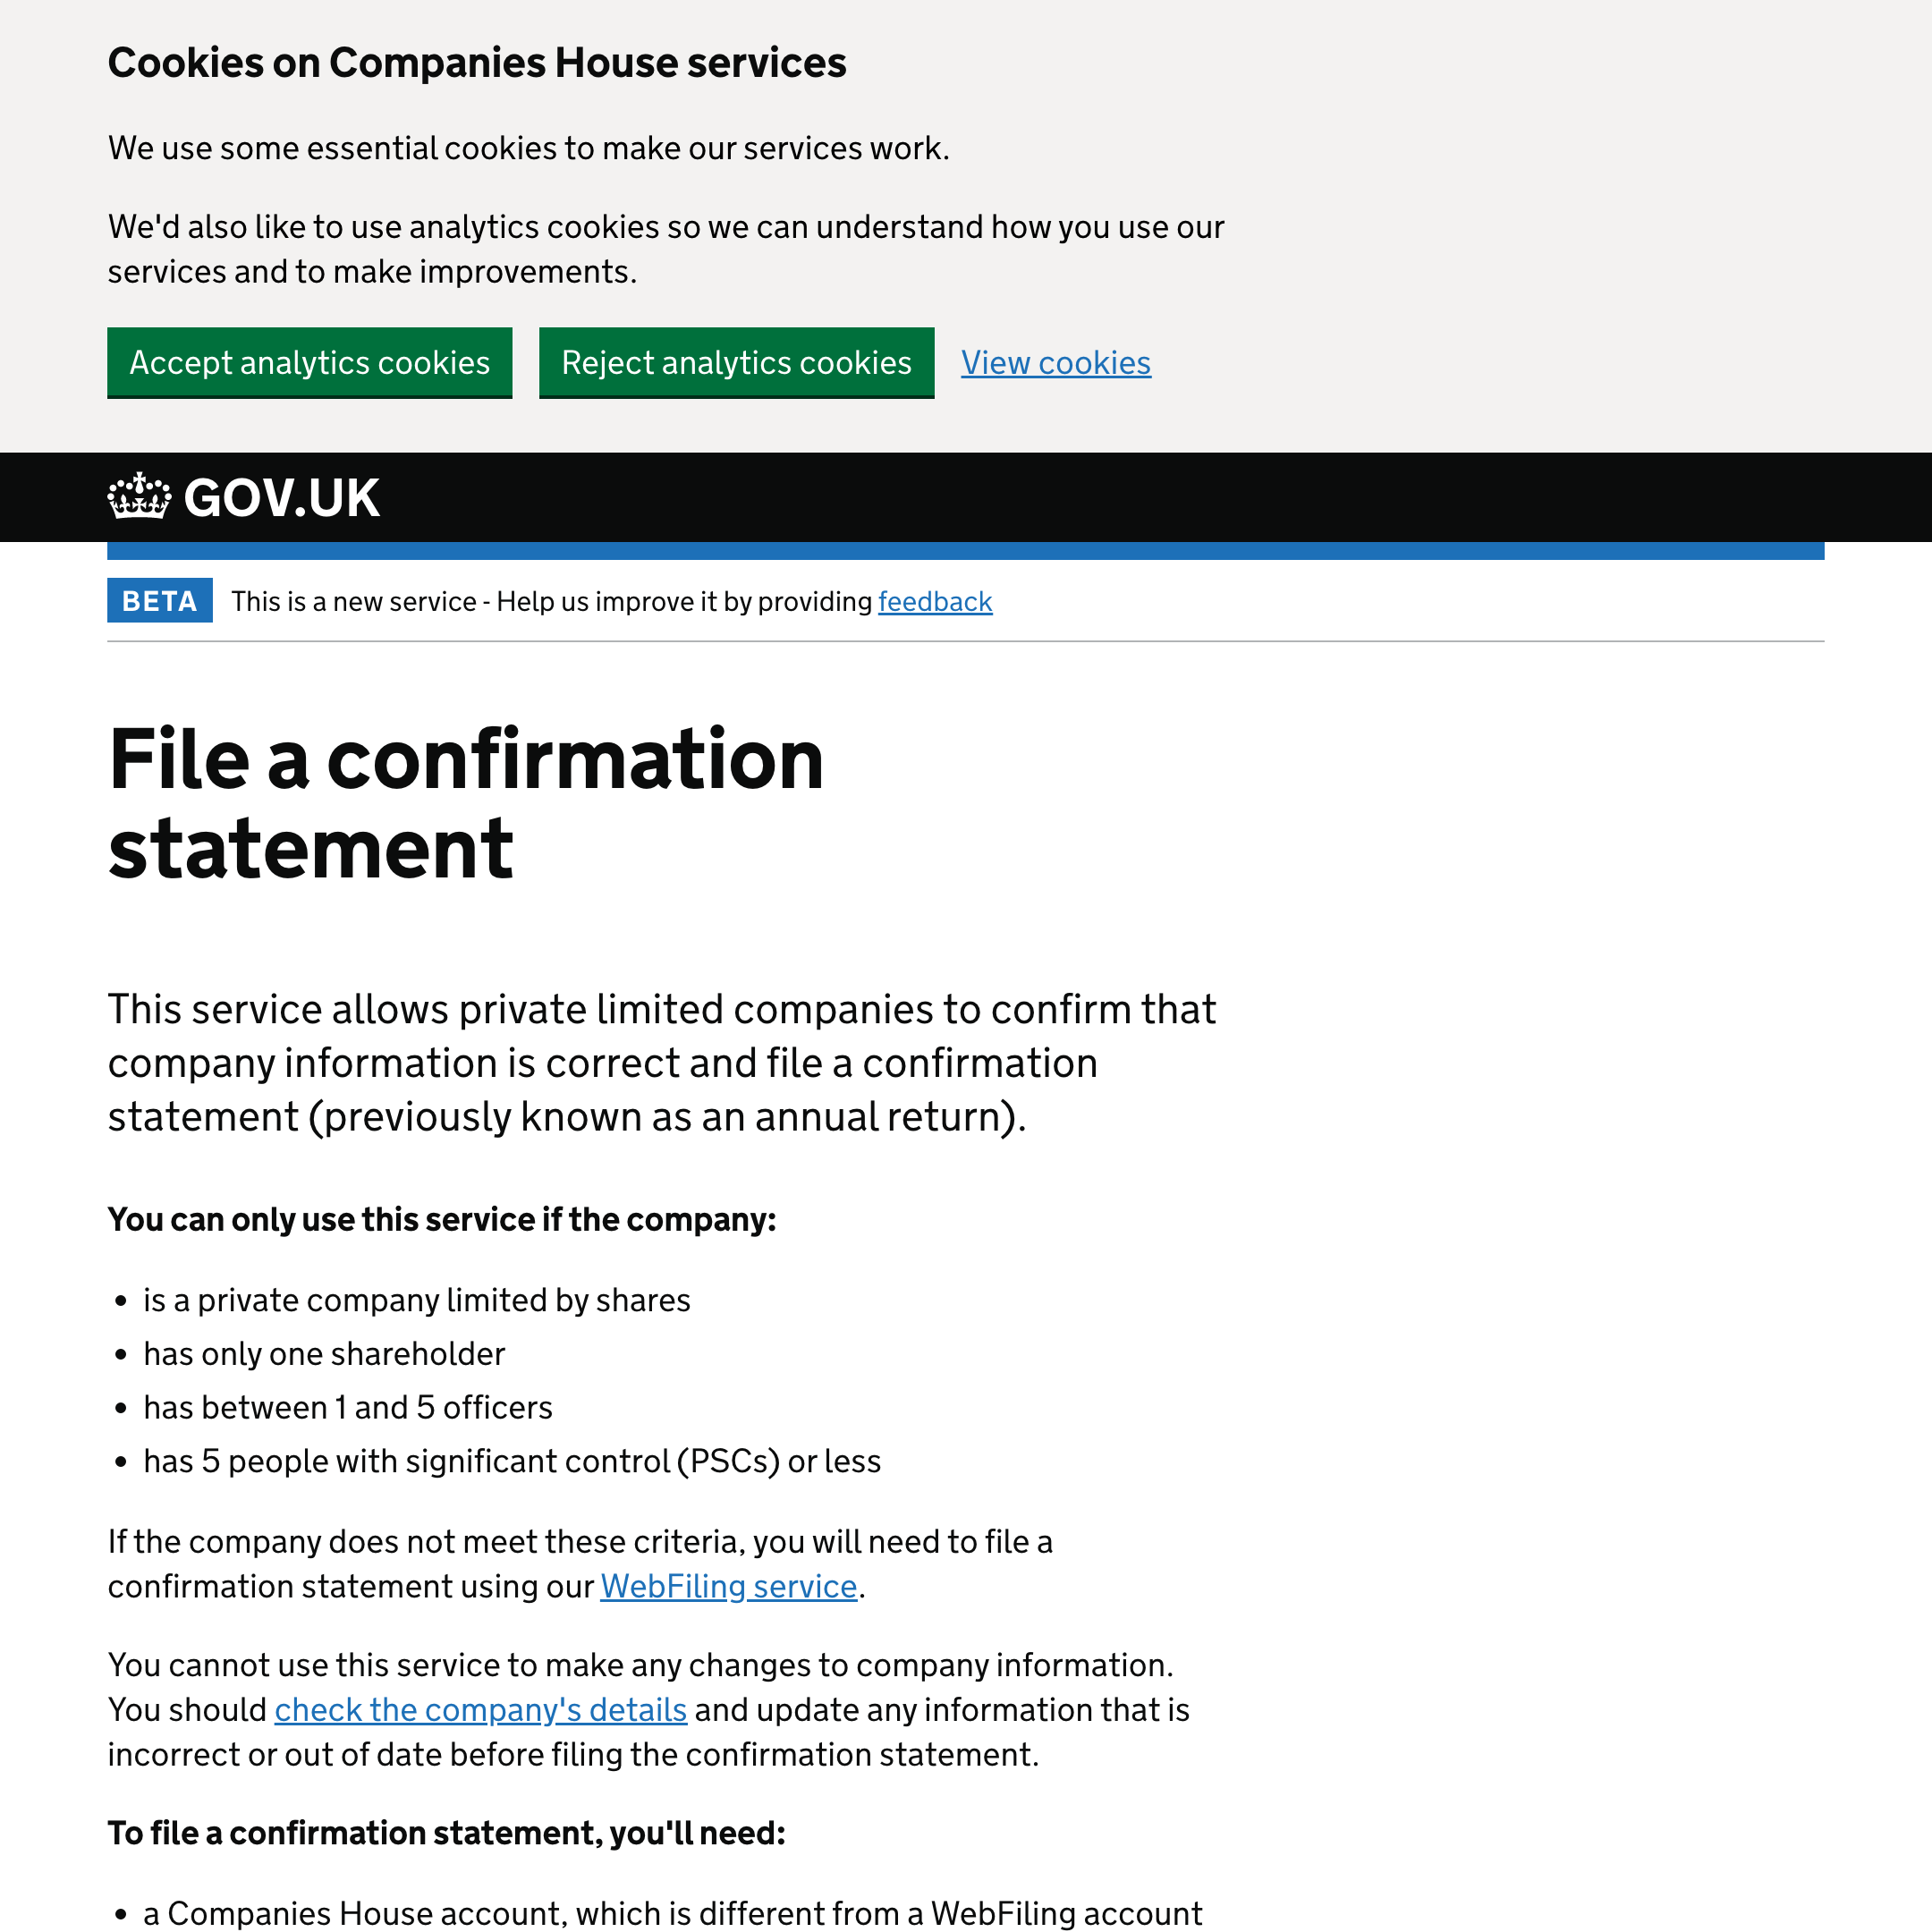 Cookies on Companies House services
We use some essential cookies to make our services work.
We'd also like to use analytics cookies so we can understand how you use our
services and to make improvements.
Accept analytics cookies Reject analytics cookies View cookies
GOV.UK
BETA This is a new service - Help us improve it by providing feedback
File a confirmation
statement
This service allows private limited companies to confirm that
company information is correct and file a confirmation
statement (previously known as an annual return).
You can only use this service if the company:
• is a private company limited by shares
• has only one shareholder
• has between 1 and 5 officers
• has 5 people with significant control (PSCs) or less
If the company does not meet these criteria, you will need to file a
confirmation statement using our WebFiling service.
You cannot use this service to make any changes to company information.
You should check the company's details and update any information that is
incorrect or out of date before filing the confirmation statement.
To file a confirmation statement, you'll need:
• a Companies House account, which is different from a WebFiling account